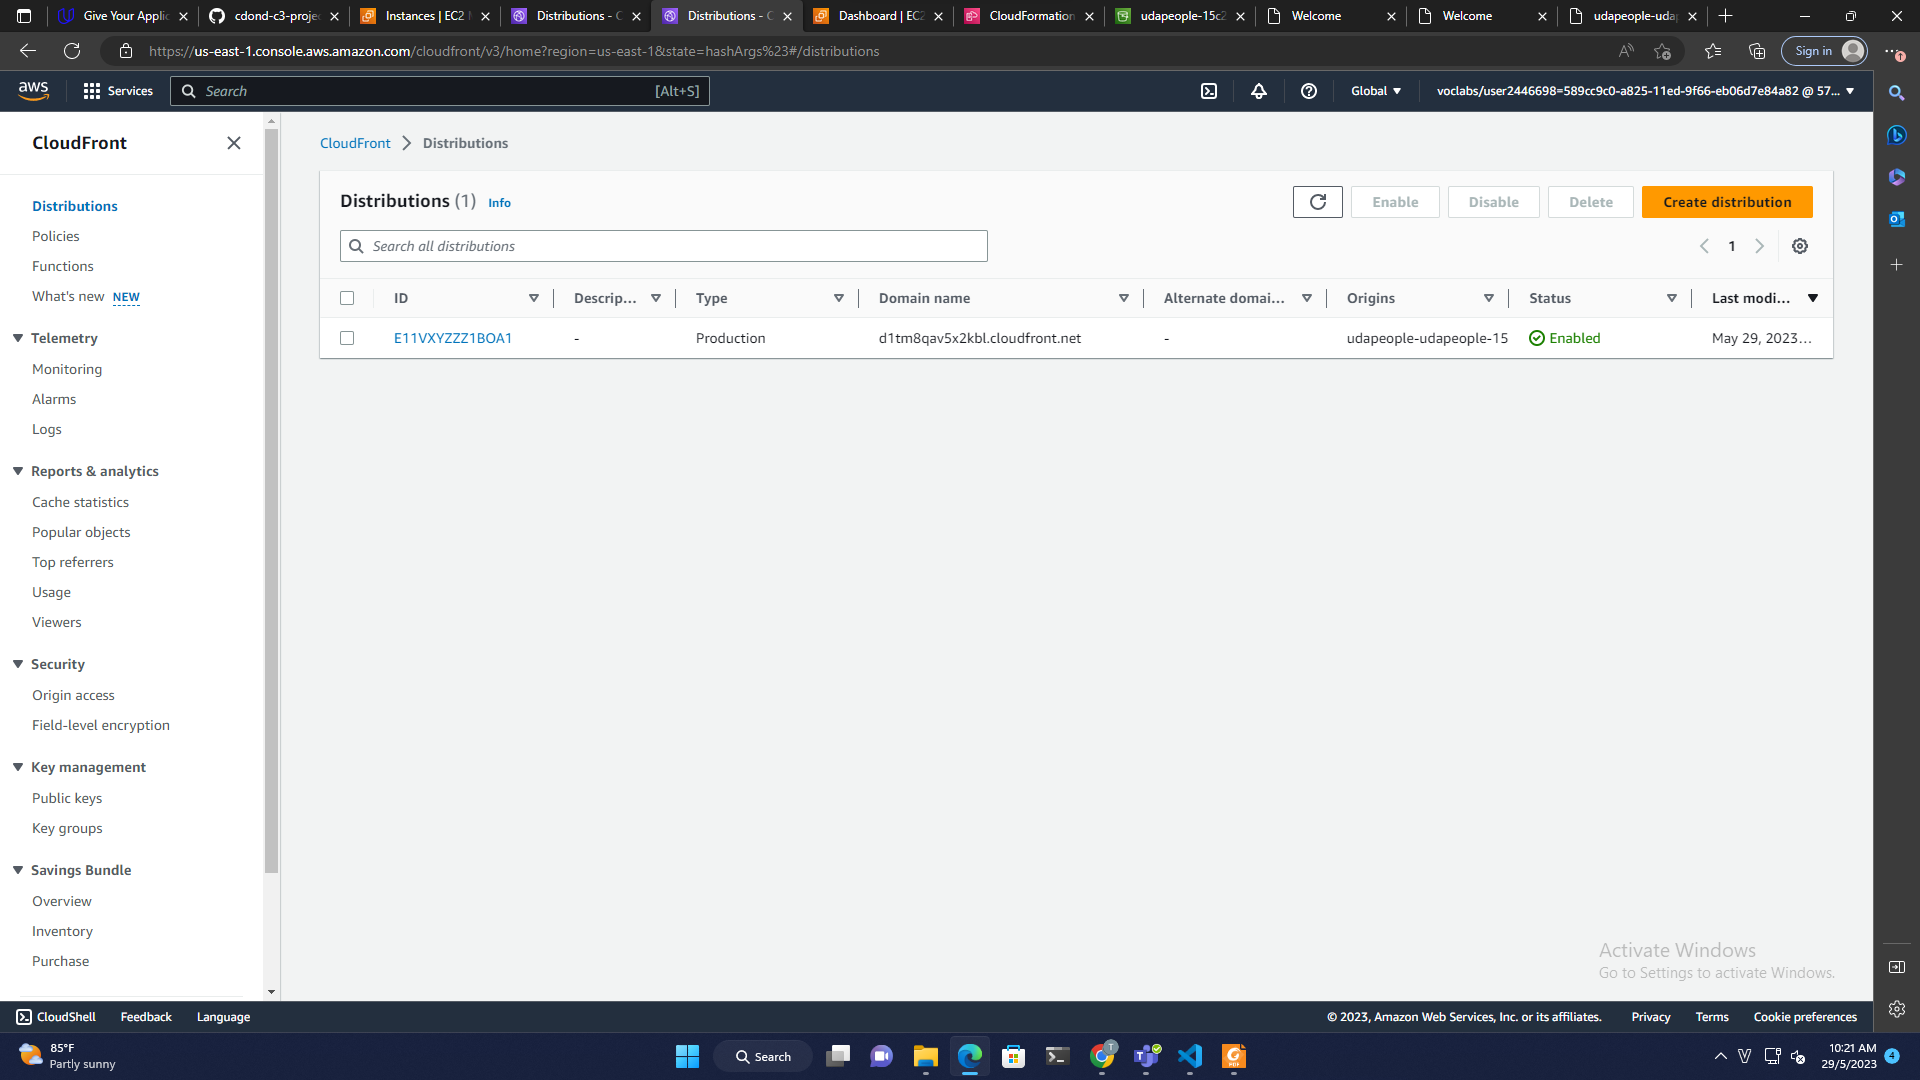 Give Your Applic
cdond-c3-projec
Instances | EC2 M
Distributions - C
Distributions - C
Dashboard | EC2
CloudFormation
udapeople-15c2
Welcome
Welcome
udapeople-udap
https://us-east-1.console.aws.amazon.com/cloudfront/v3/home?region=us-east-1&state=hashArgs%23#/distributions
Sign in
aws
Services
Search
[Alt+S]
Global
voclabs/user2446698=589cc9c0-a825-11ed-9f66-eb06d7e84a82 @ 57...
CloudFront
Distributions
Policies
Functions
What's new NEW
Telemetry
Monitoring
Alarms
Logs
Reports & analytics
Cache statistics
Popular objects
Top referrers
Usage
Viewers
Security
Origin access
Field-level encryption
Key management
Public keys
Key groups
Savings Bundle
Overview
Inventory
Purchase
CloudFront > Distributions
Distributions (1) Info
Enable
Disable
Delete
Create distribution
Search all distributions
1
ID Descrip... Type Domain name Alternate domai... Origins Status Last modi...
E11VXYZZZ1BOA1 - Production d1tm8qav5x2kbl.cloudfront.net - udapeople-udapeople-15 Enabled May 29, 2023...
Activate Windows
Go to Settings to activate Windows.
CloudShell
Feedback
Language
© 2023, Amazon Web Services, Inc. or its affiliates.
Privacy
Terms
Cookie preferences
85°F
Partly sunny
Search
T
10:21 AM
29/5/2023
4